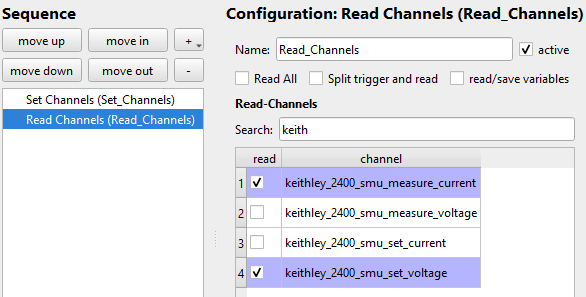 Sequence
move up
move in
+
move down
move out
-
Set Channels (Set_Channels)
Read Channels (Read_Channels)
Configuration: Read Channels (Read_Channels)
Name: Read_Channels active
Read All Split trigger and read read/save variables
Read-Channels
Search: keith
read channel
1 keithley_2400_smu_measure_current
2 keithley_2400_smu_measure_voltage
3 keithley_2400_smu_set_current
4 keithley_2400_smu_set_voltage